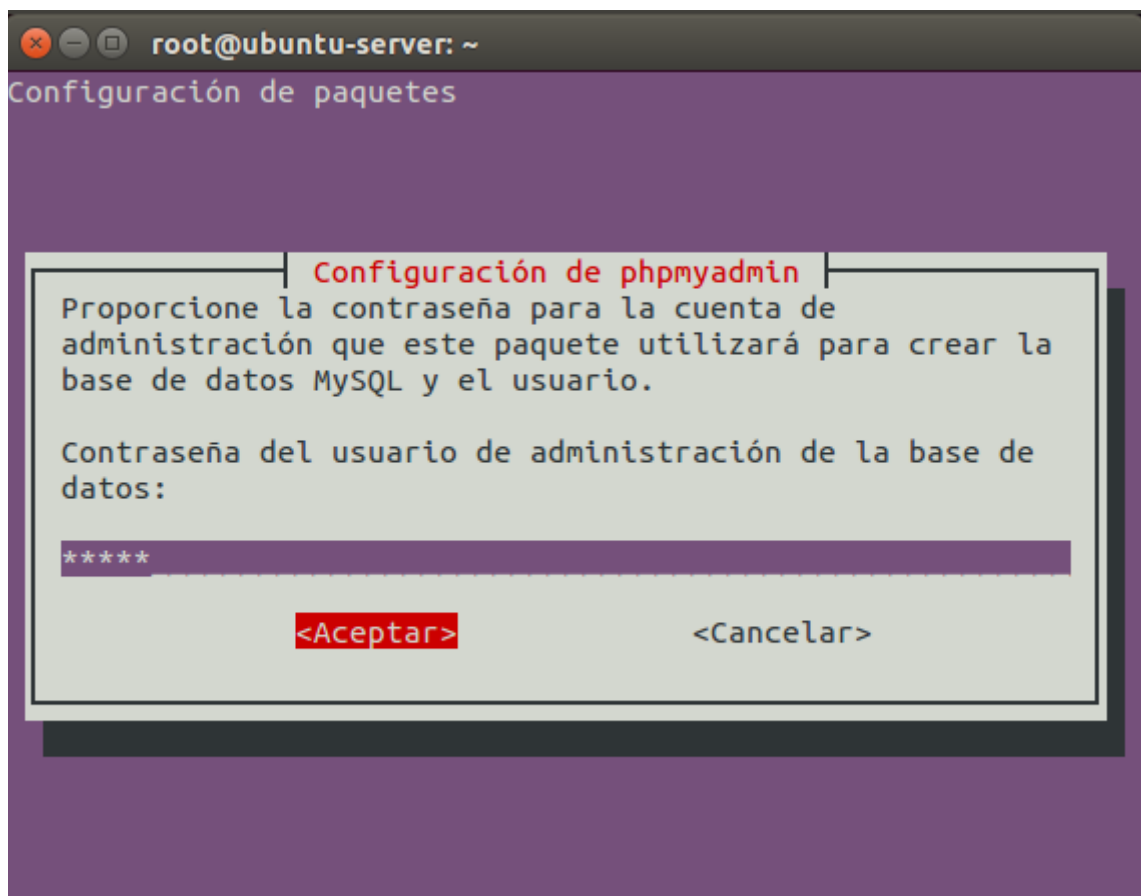 root@ubuntu-server: ~
Configuración de paquetes
Configuración de phpmyadmin
Proporcione la contraseña para la cuenta de
administración que este paquete utilizará para crear la
base de datos MySQL y el usuario.
Contraseña del usuario de administración de la base de
datos:
*****
<Aceptar> <Cancelar>